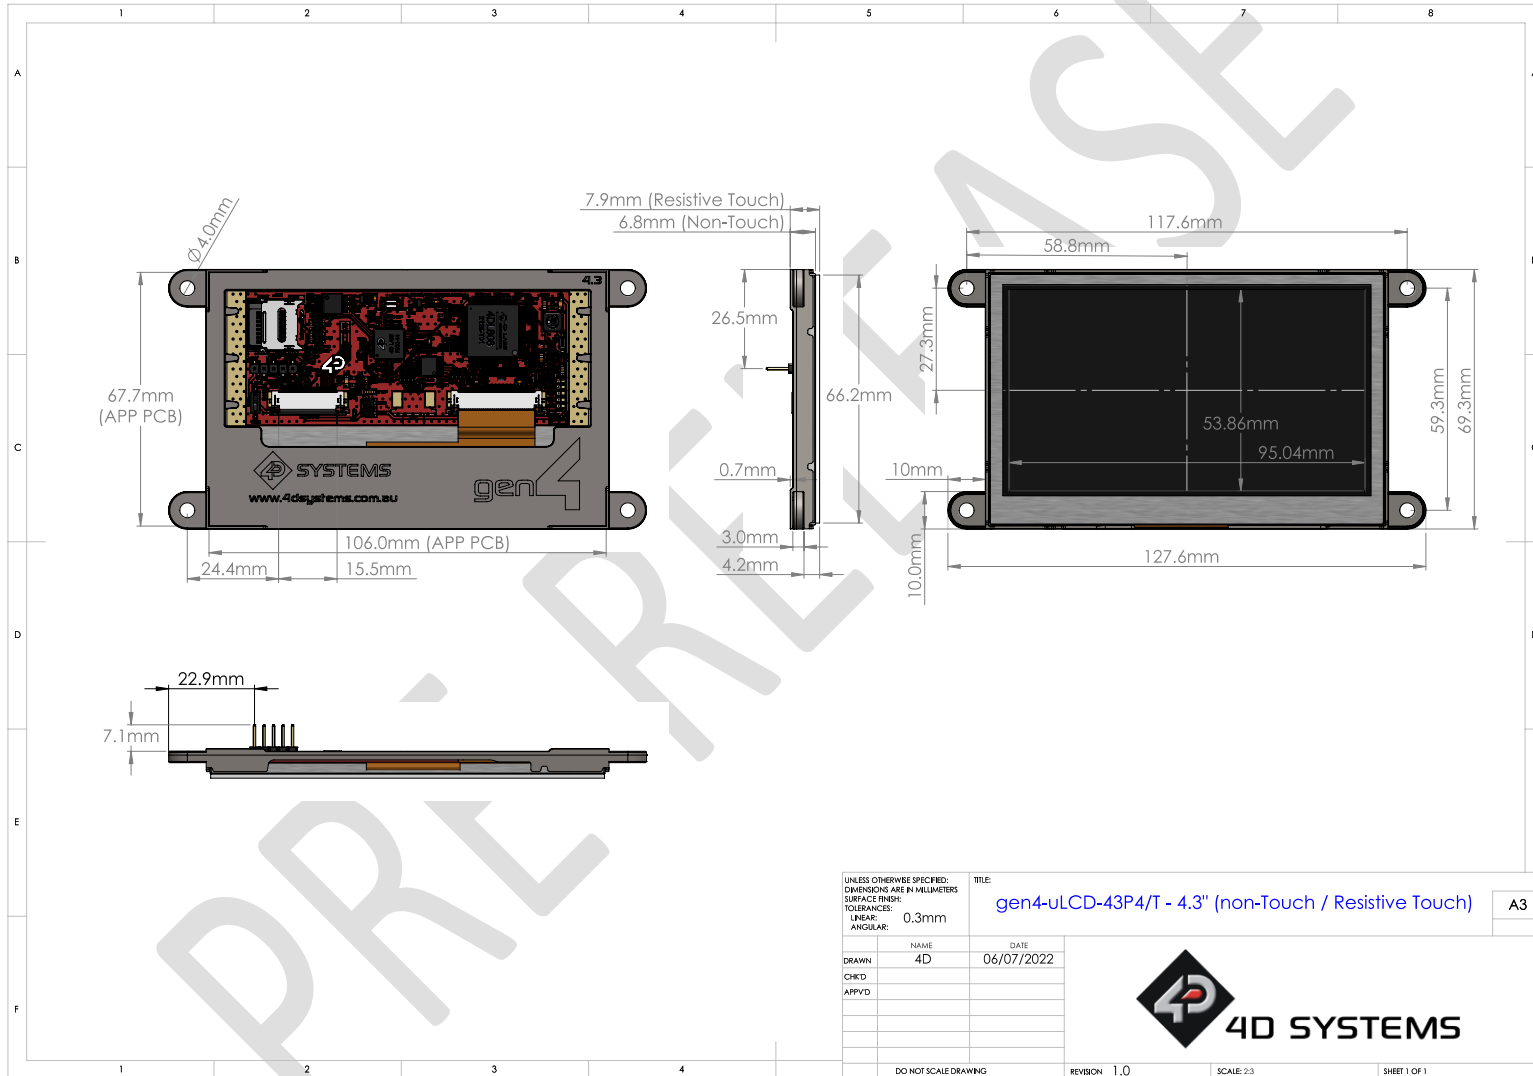 1 2 3 4 5 6 7 8
A
B
C
D
E
F
PRE RELEASE
Ø4.0mm
4.3
67.7mm
(APP PCB)
SYSTEMS
www.4dsystems.com.au
gen4
106.0mm (APP PCB)
24.4mm
15.5mm
7.9mm (Resistive Touch)
6.8mm (Non-Touch)
26.5mm
66.2mm
0.7mm
3.0mm
4.2mm
117.6mm
58.8mm
27.3mm
53.86mm
95.04mm
59.3mm
69.3mm
10mm
10.0mm
127.6mm
22.9mm
7.1mm
UNLESS OTHERWISE SPECIFIED:
DIMENSIONS ARE IN MILLIMETERS
SURFACE FINISH:
TOLERANCES:
LINEAR: 0.3mm
ANGULAR:
TITLE:
gen4-uLCD-43P4/T - 4.3" (non-Touch / Resistive Touch)
A3
NAME DATE
DRAWN 4D 06/07/2022
CHK'D
APPV'D
4D SYSTEMS
DO NOT SCALE DRAWING
REVISION 1.0
SCALE: 2:3
SHEET 1 OF 1
1 2 3 4